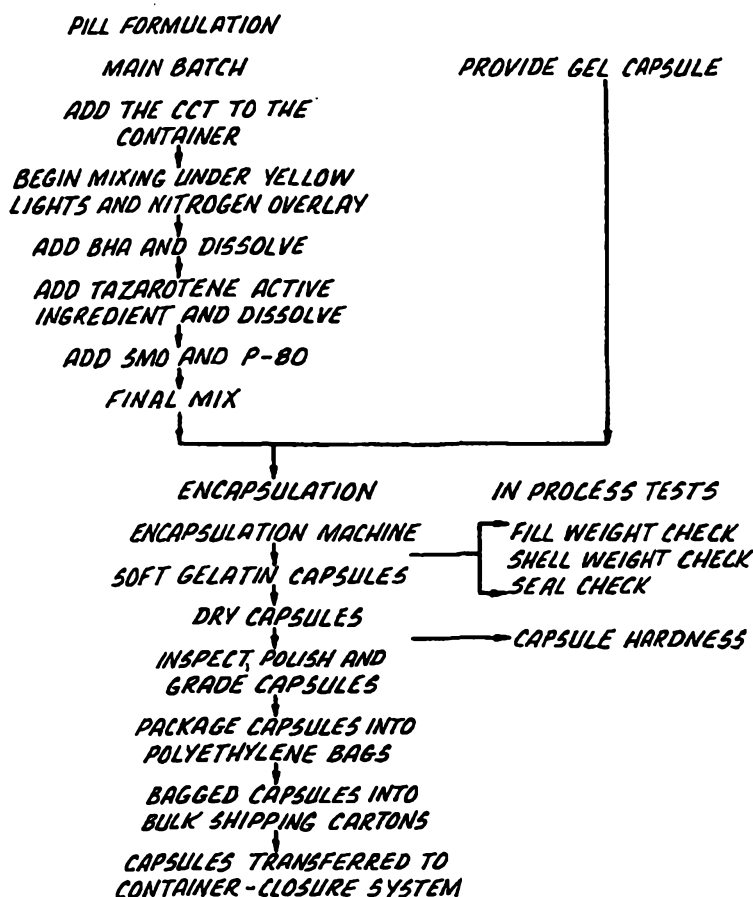 PILL FORMULATION
MAIN BATCH
PROVIDE GEL CAPSULE
ADD THE CCT TO THE
CONTAINER
BEGIN MIXING UNDER YELLOW
LIGHTS AND NITROGEN OVERLAY
ADD BHA AND DISSOLVE
ADD TAZAROTENE ACTIVE
INGREDIENT AND DISSOLVE
ADD SMO AND P-80
FINAL MIX
ENCAPSULATION
ENCAPSULATION MACHINE
SOFT GELATIN CAPSULES
DRY CAPSULES
INSPECT, POLISH AND
GRADE CAPSULES
PACKAGE CAPSULES INTO
POLYETHYLENE BAGS
BAGGED CAPSULES INTO
BULK SHIPPING CARTONS
CAPSULES TRANSFERRED TO
CONTAINER-CLOSURE SYSTEM
IN PROCESS TESTS
FILL WEIGHT CHECK
SHELL WEIGHT CHECK
SEAL CHECK
CAPSULE HARDNESS